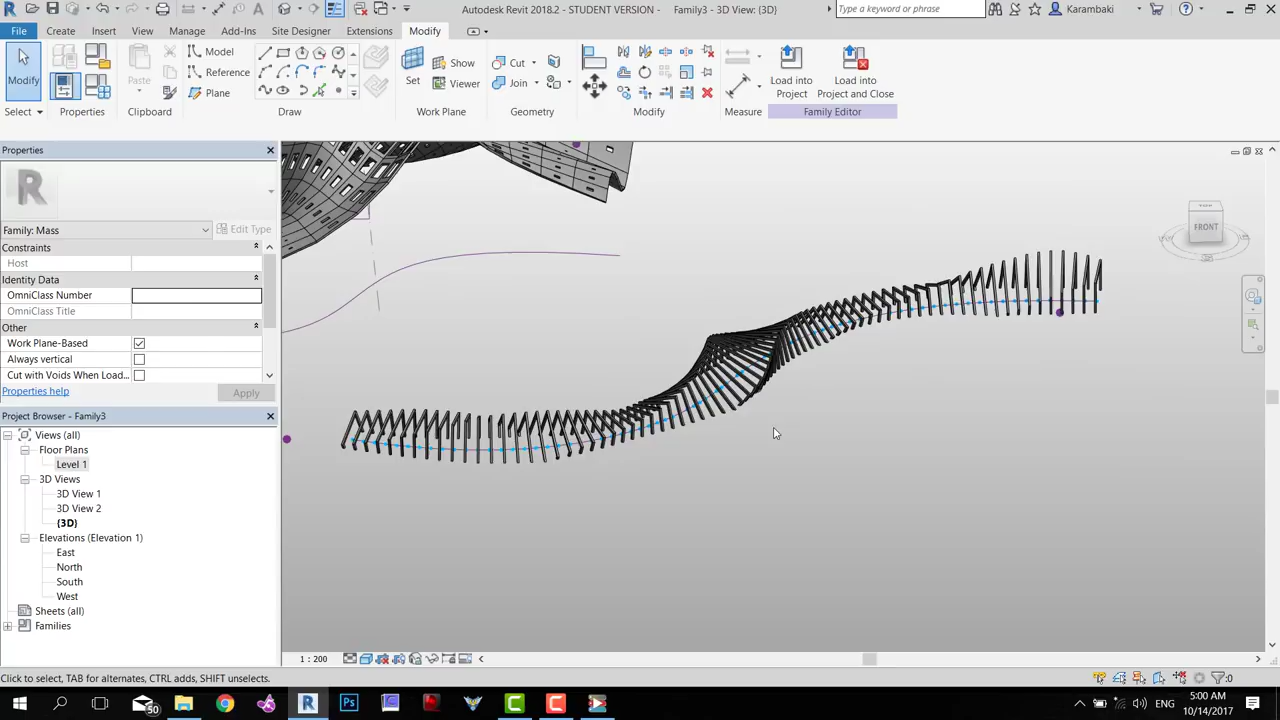 Autodesk Revit 2018.2 - STUDENT VERSION - Family3 - 3D View: {3D}
Type a keyword or phrase
Karambaki
File Create Insert View Manage Add-Ins Site Designer Extensions Modify
Modify
Paste
Model
Reference
Plane
Set
Show
Viewer
Cut
Join
Load into
Project
Load into
Project and Close
Select Properties Clipboard Draw Work Plane Geometry Modify Measure Family Editor
Properties
R
Family: Mass
Edit Type
Constraints
Host
Identity Data
OmniClass Number
OmniClass Title
Other
Work Plane-Based
Always vertical
Cut with Voids When Load...
Properties help
Apply
Project Browser - Family3
Views (all)
Floor Plans
Level 1
3D Views
3D View 1
3D View 2
{3D}
Elevations (Elevation 1)
East
North
South
West
Sheets (all)
Families
TOP
FRONT
1 : 200
Click to select, TAB for alternates, CTRL adds, SHIFT unselects.
:0
50
ENG
5:00 AM
10/14/2017